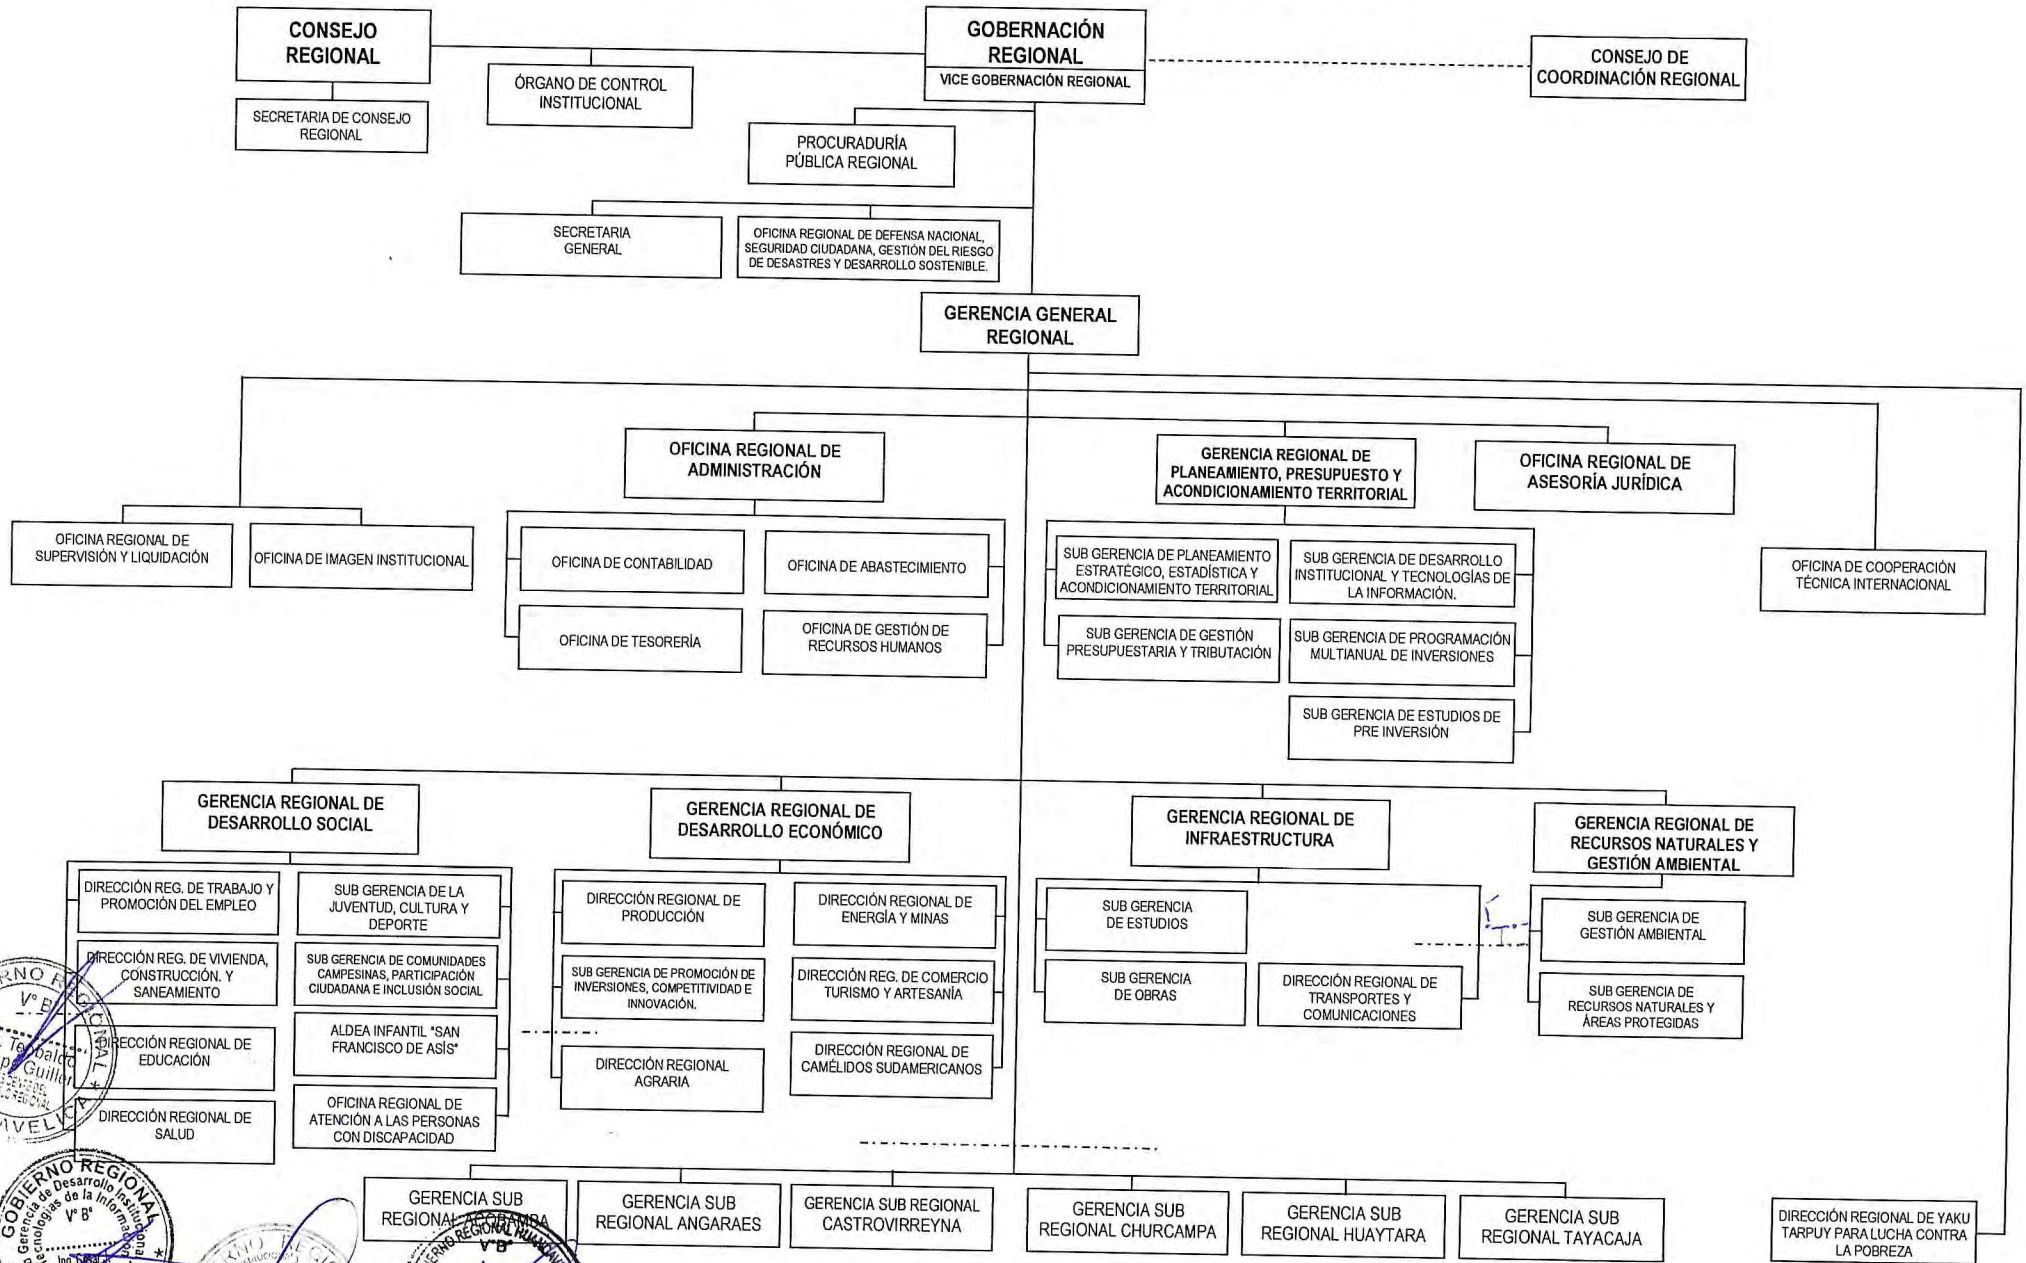 CONSEJO
REGIONAL
GOBERNACIÓN
REGIONAL
VICE GOBERNACIÓN REGIONAL
CONSEJO DE
COORDINACIÓN REGIONAL
SECRETARIA DE CONSEJO
REGIONAL
ÓRGANO DE CONTROL
INSTITUCIONAL
PROCURADURÍA
PÚBLICA REGIONAL
SECRETARIA
GENERAL
OFICINA REGIONAL DE DEFENSA NACIONAL,
SEGURIDAD CIUDADANA, GESTIÓN DEL RIESGO
DE DESASTRES Y DESARROLLO SOSTENIBLE.
GERENCIA GENERAL
REGIONAL
OFICINA REGIONAL DE
ADMINISTRACIÓN
GERENCIA REGIONAL DE
PLANEAMIENTO, PRESUPUESTO Y
ACONDICIONAMIENTO TERRITORIAL
OFICINA REGIONAL DE
ASESORÍA JURÍDICA
OFICINA REGIONAL DE
SUPERVISIÓN Y LIQUIDACIÓN
OFICINA DE IMAGEN INSTITUCIONAL
OFICINA DE CONTABILIDAD
OFICINA DE ABASTECIMIENTO
OFICINA DE TESORERÍA
OFICINA DE GESTIÓN DE
RECURSOS HUMANOS
SUB GERENCIA DE PLANEAMIENTO
ESTRATÉGICO, ESTADÍSTICA Y
ACONDICIONAMIENTO TERRITORIAL
SUB GERENCIA DE DESARROLLO
INSTITUCIONAL Y TECNOLOGÍAS DE
LA INFORMACIÓN.
SUB GERENCIA DE GESTIÓN
PRESUPUESTARIA Y TRIBUTACIÓN
SUB GERENCIA DE PROGRAMACIÓN
MULTIANUAL DE INVERSIONES
SUB GERENCIA DE ESTUDIOS DE
PRE INVERSIÓN
OFICINA DE COOPERACIÓN
TÉCNICA INTERNACIONAL
GERENCIA REGIONAL DE
DESARROLLO SOCIAL
GERENCIA REGIONAL DE
DESARROLLO ECONÓMICO
GERENCIA REGIONAL DE
INFRAESTRUCTURA
GERENCIA REGIONAL DE
RECURSOS NATURALES Y
GESTIÓN AMBIENTAL
DIRECCIÓN REG. DE TRABAJO Y
PROMOCIÓN DEL EMPLEO
SUB GERENCIA DE LA
JUVENTUD, CULTURA Y
DEPORTE
DIRECCIÓN REG. DE VIVIENDA,
CONSTRUCCIÓN. Y
SANEAMIENTO
SUB GERENCIA DE COMUNIDADES
CAMPESINAS, PARTICIPACIÓN
CIUDADANA E INCLUSIÓN SOCIAL
DIRECCIÓN REGIONAL DE
EDUCACIÓN
ALDEA INFANTIL "SAN
FRANCISCO DE ASÍS"
DIRECCIÓN REGIONAL DE
SALUD
OFICINA REGIONAL DE
ATENCIÓN A LAS PERSONAS
CON DISCAPACIDAD
DIRECCIÓN REGIONAL DE
PRODUCCIÓN
DIRECCIÓN REGIONAL DE
ENERGÍA Y MINAS
SUB GERENCIA DE PROMOCIÓN DE
INVERSIONES, COMPETITIVIDAD E
INNOVACIÓN.
DIRECCIÓN REG. DE COMERCIO
TURISMO Y ARTESANÍA
DIRECCIÓN REGIONAL
AGRARIA
DIRECCIÓN REGIONAL DE
CAMÉLIDOS SUDAMERICANOS
SUB GERENCIA
DE ESTUDIOS
SUB GERENCIA
DE OBRAS
DIRECCIÓN REGIONAL DE
TRANSPORTES Y
COMUNICACIONES
SUB GERENCIA DE
GESTIÓN AMBIENTAL
SUB GERENCIA DE
RECURSOS NATURALES Y
ÁREAS PROTEGIDAS
GERENCIA SUB
REGIONAL ACOBAMBA
GERENCIA SUB
REGIONAL ANGARAES
GERENCIA SUB REGIONAL
CASTROVIRREYNA
GERENCIA SUB
REGIONAL CHURCAMPA
GERENCIA SUB
REGIONAL HUAYTARA
GERENCIA SUB
REGIONAL TAYACAJA
DIRECCIÓN REGIONAL DE YAKU
TARPUY PARA LUCHA CONTRA
LA POBREZA
REGIONAL
V° B
GOBIERNO REGIONAL
Gerencia de Desarrollo Institucional
Tecnologías de la
V° B°
REGIONAL
V°B°